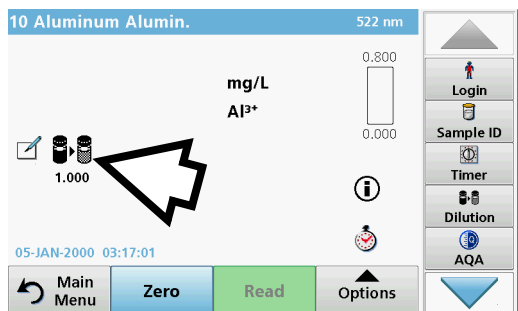 10 Aluminum Alumin.
522 nm
0.800
mg/L
Al³⁺
0.000
1.000
05-JAN-2000 03:17:01
Main
Menu
Zero
Read
Options
Login
Sample ID
Timer
Dilution
AQA